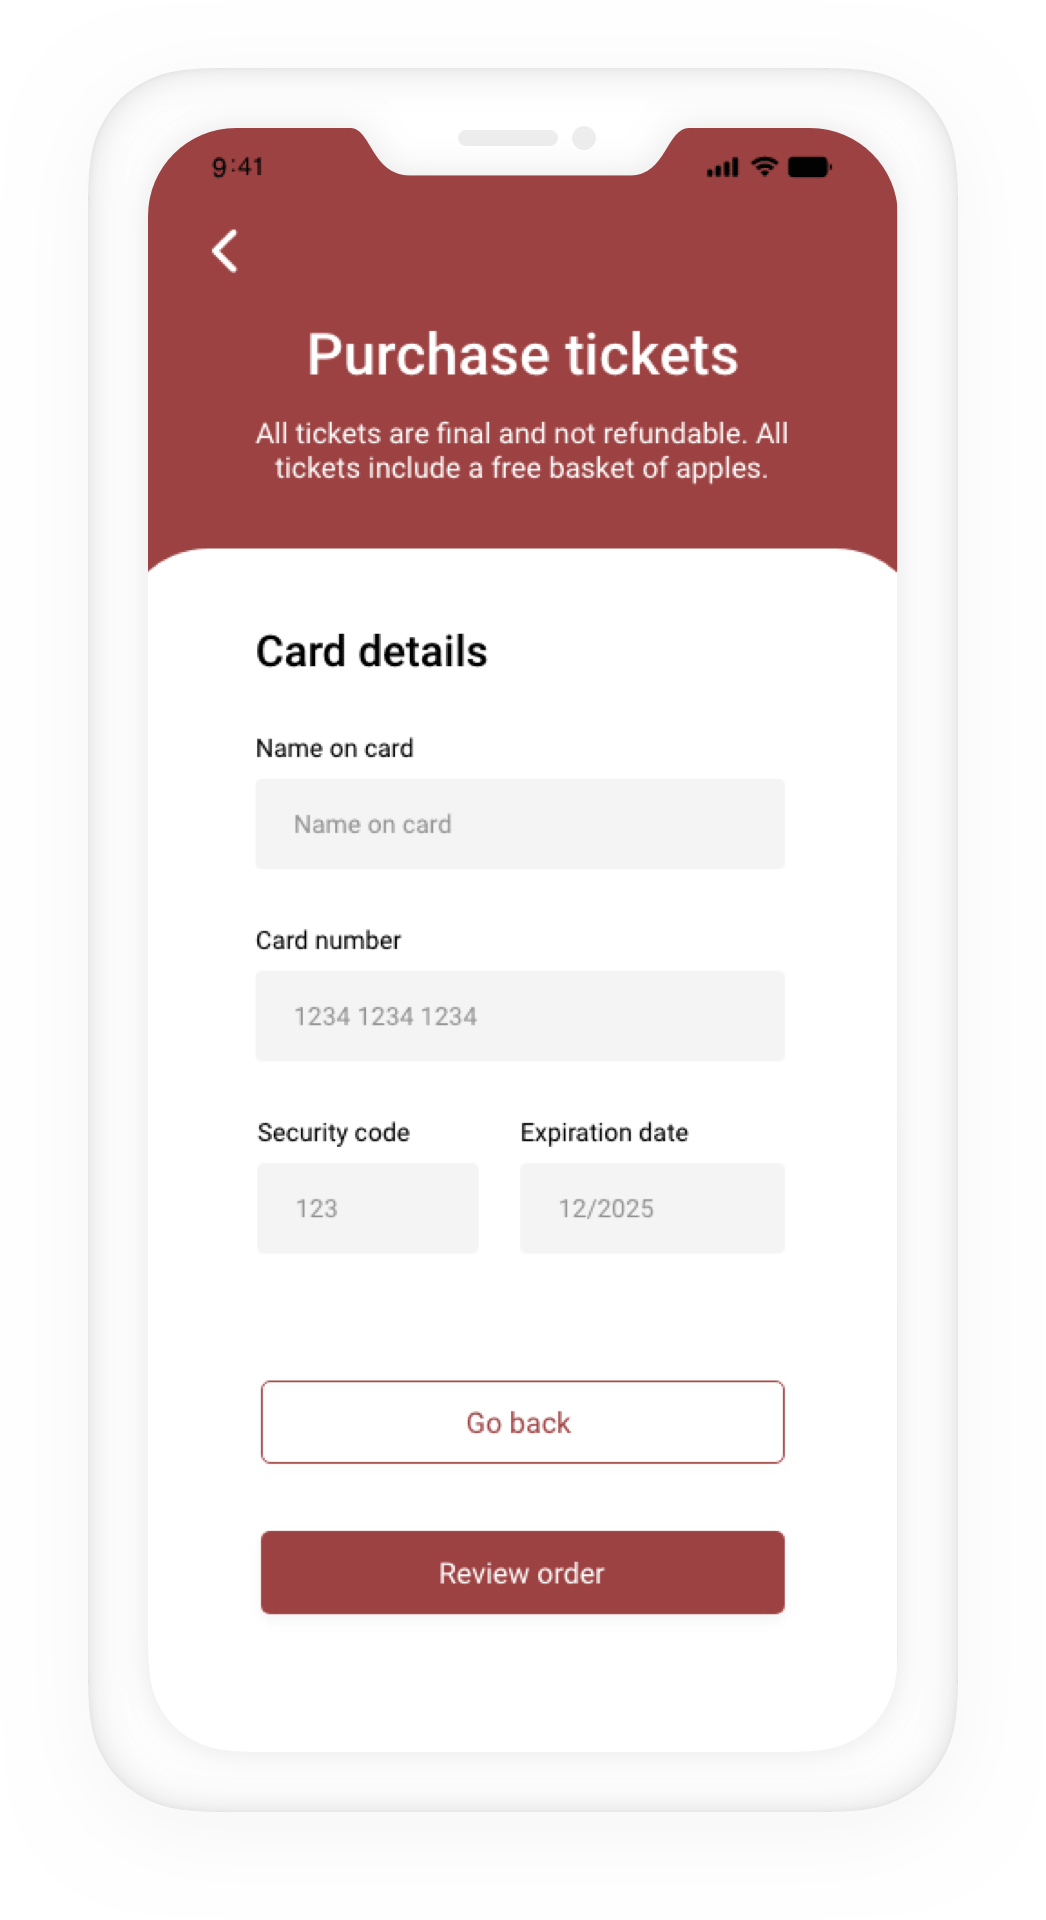 9:41
Purchase tickets
All tickets are final and not refundable. All
tickets include a free basket of apples.
Card details
Name on card
Name on card
Card number
1234 1234 1234
Security code
Expiration date
123
12/2025
Go back
Review order